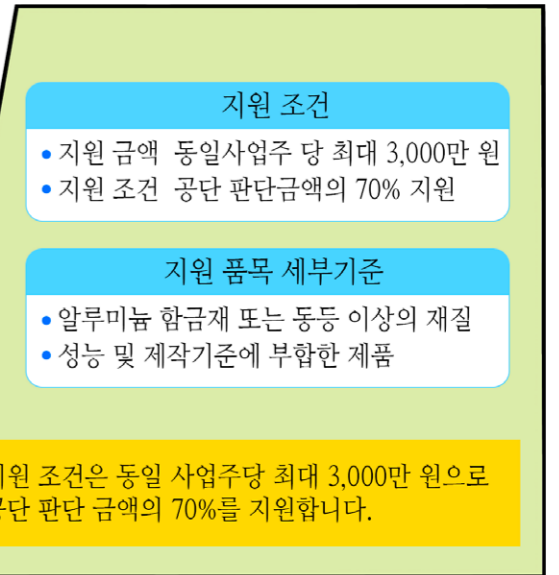 지원 조건
• 지원 금액 동일사업주 당 최대 3,000만 원
• 지원 조건 공단 판단금액의 70% 지원
지원 품목 세부기준
• 알루미늄 함금재 또는 동등 이상의 재질
• 성능 및 제작기준에 부합한 제품
지원 조건은 동일 사업주당 최대 3,000만 원으로
공단 판단 금액의 70%를 지원합니다.